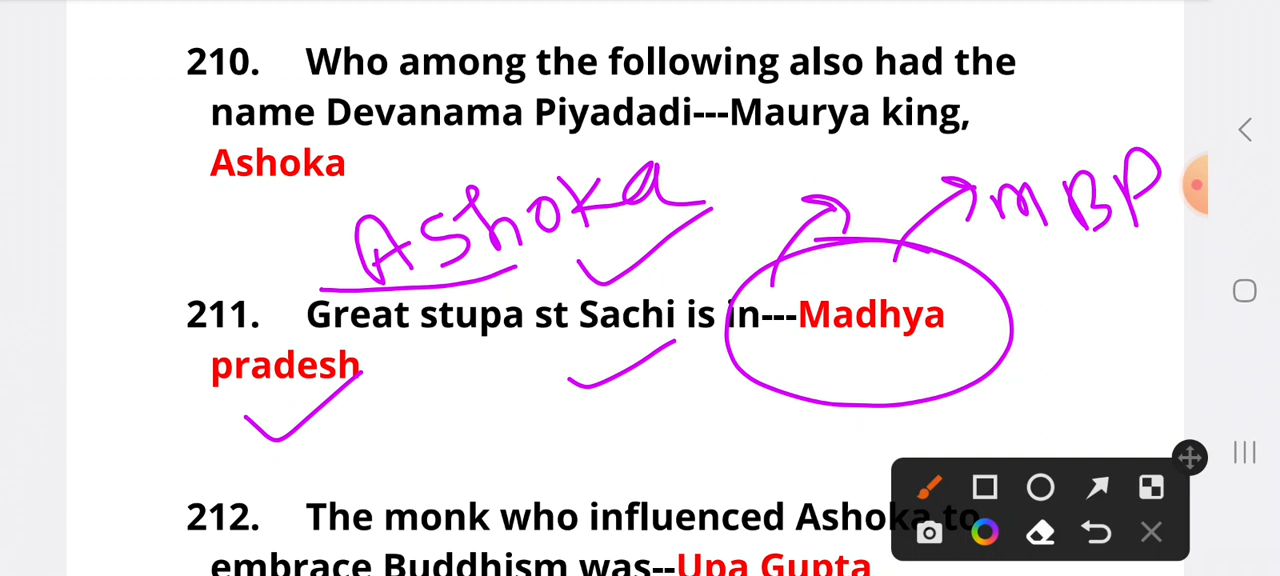 210. Who among the following also had the
name Devanama Piyadadi---Maurya king,
Ashoka
Ashoka
MBP
211. Great stupa st Sachi is in---Madhya
pradesh
212. The monk who influenced Ashoka to
embrace Buddhism was--Upa Gupta